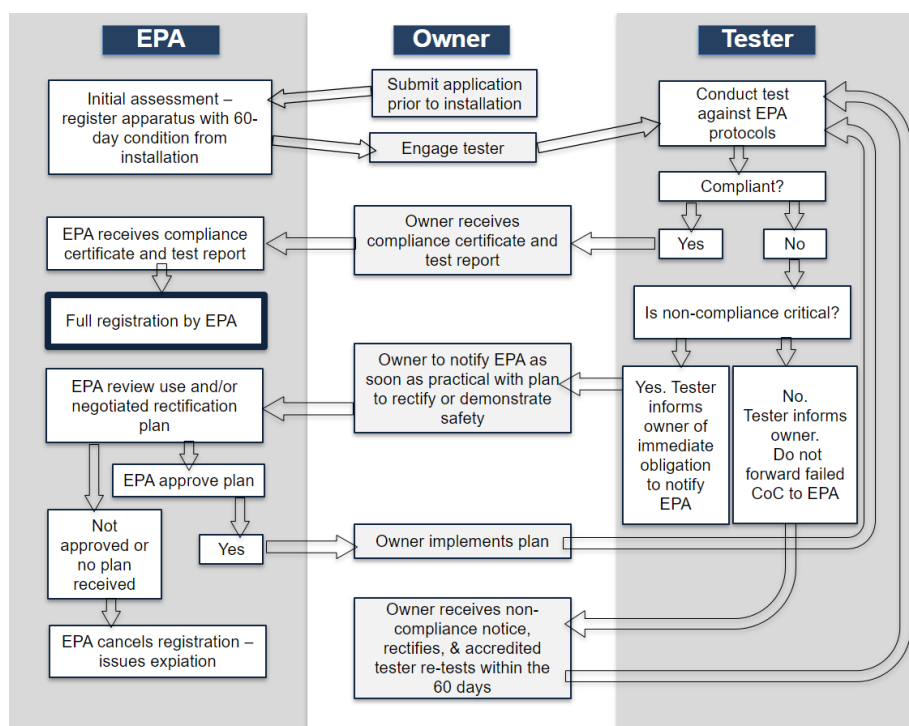 EPA
Owner
Tester
Submit application
prior to installation
Initial assessment –
register apparatus with 60-
day condition from
installation
Engage tester
Conduct test
against EPA
protocols
Compliant?
Yes
No
Owner receives
compliance certificate and
test report
EPA receives compliance
certificate and test report
Full registration by EPA
Is non-compliance critical?
Yes. Tester
informs
owner of
immediate
obligation
to notify
EPA
No.
Tester informs
owner.
Do not
forward failed
CoC to EPA
Owner to notify EPA as
soon as practical with plan
to rectify or demonstrate
safety
EPA review use and/or
negotiated rectification
plan
EPA approve plan
Not
approved or
no plan
received
Yes
Owner implements plan
EPA cancels registration –
issues expiation
Owner receives non-
compliance notice,
rectifies, & accredited
tester re-tests within the
60 days